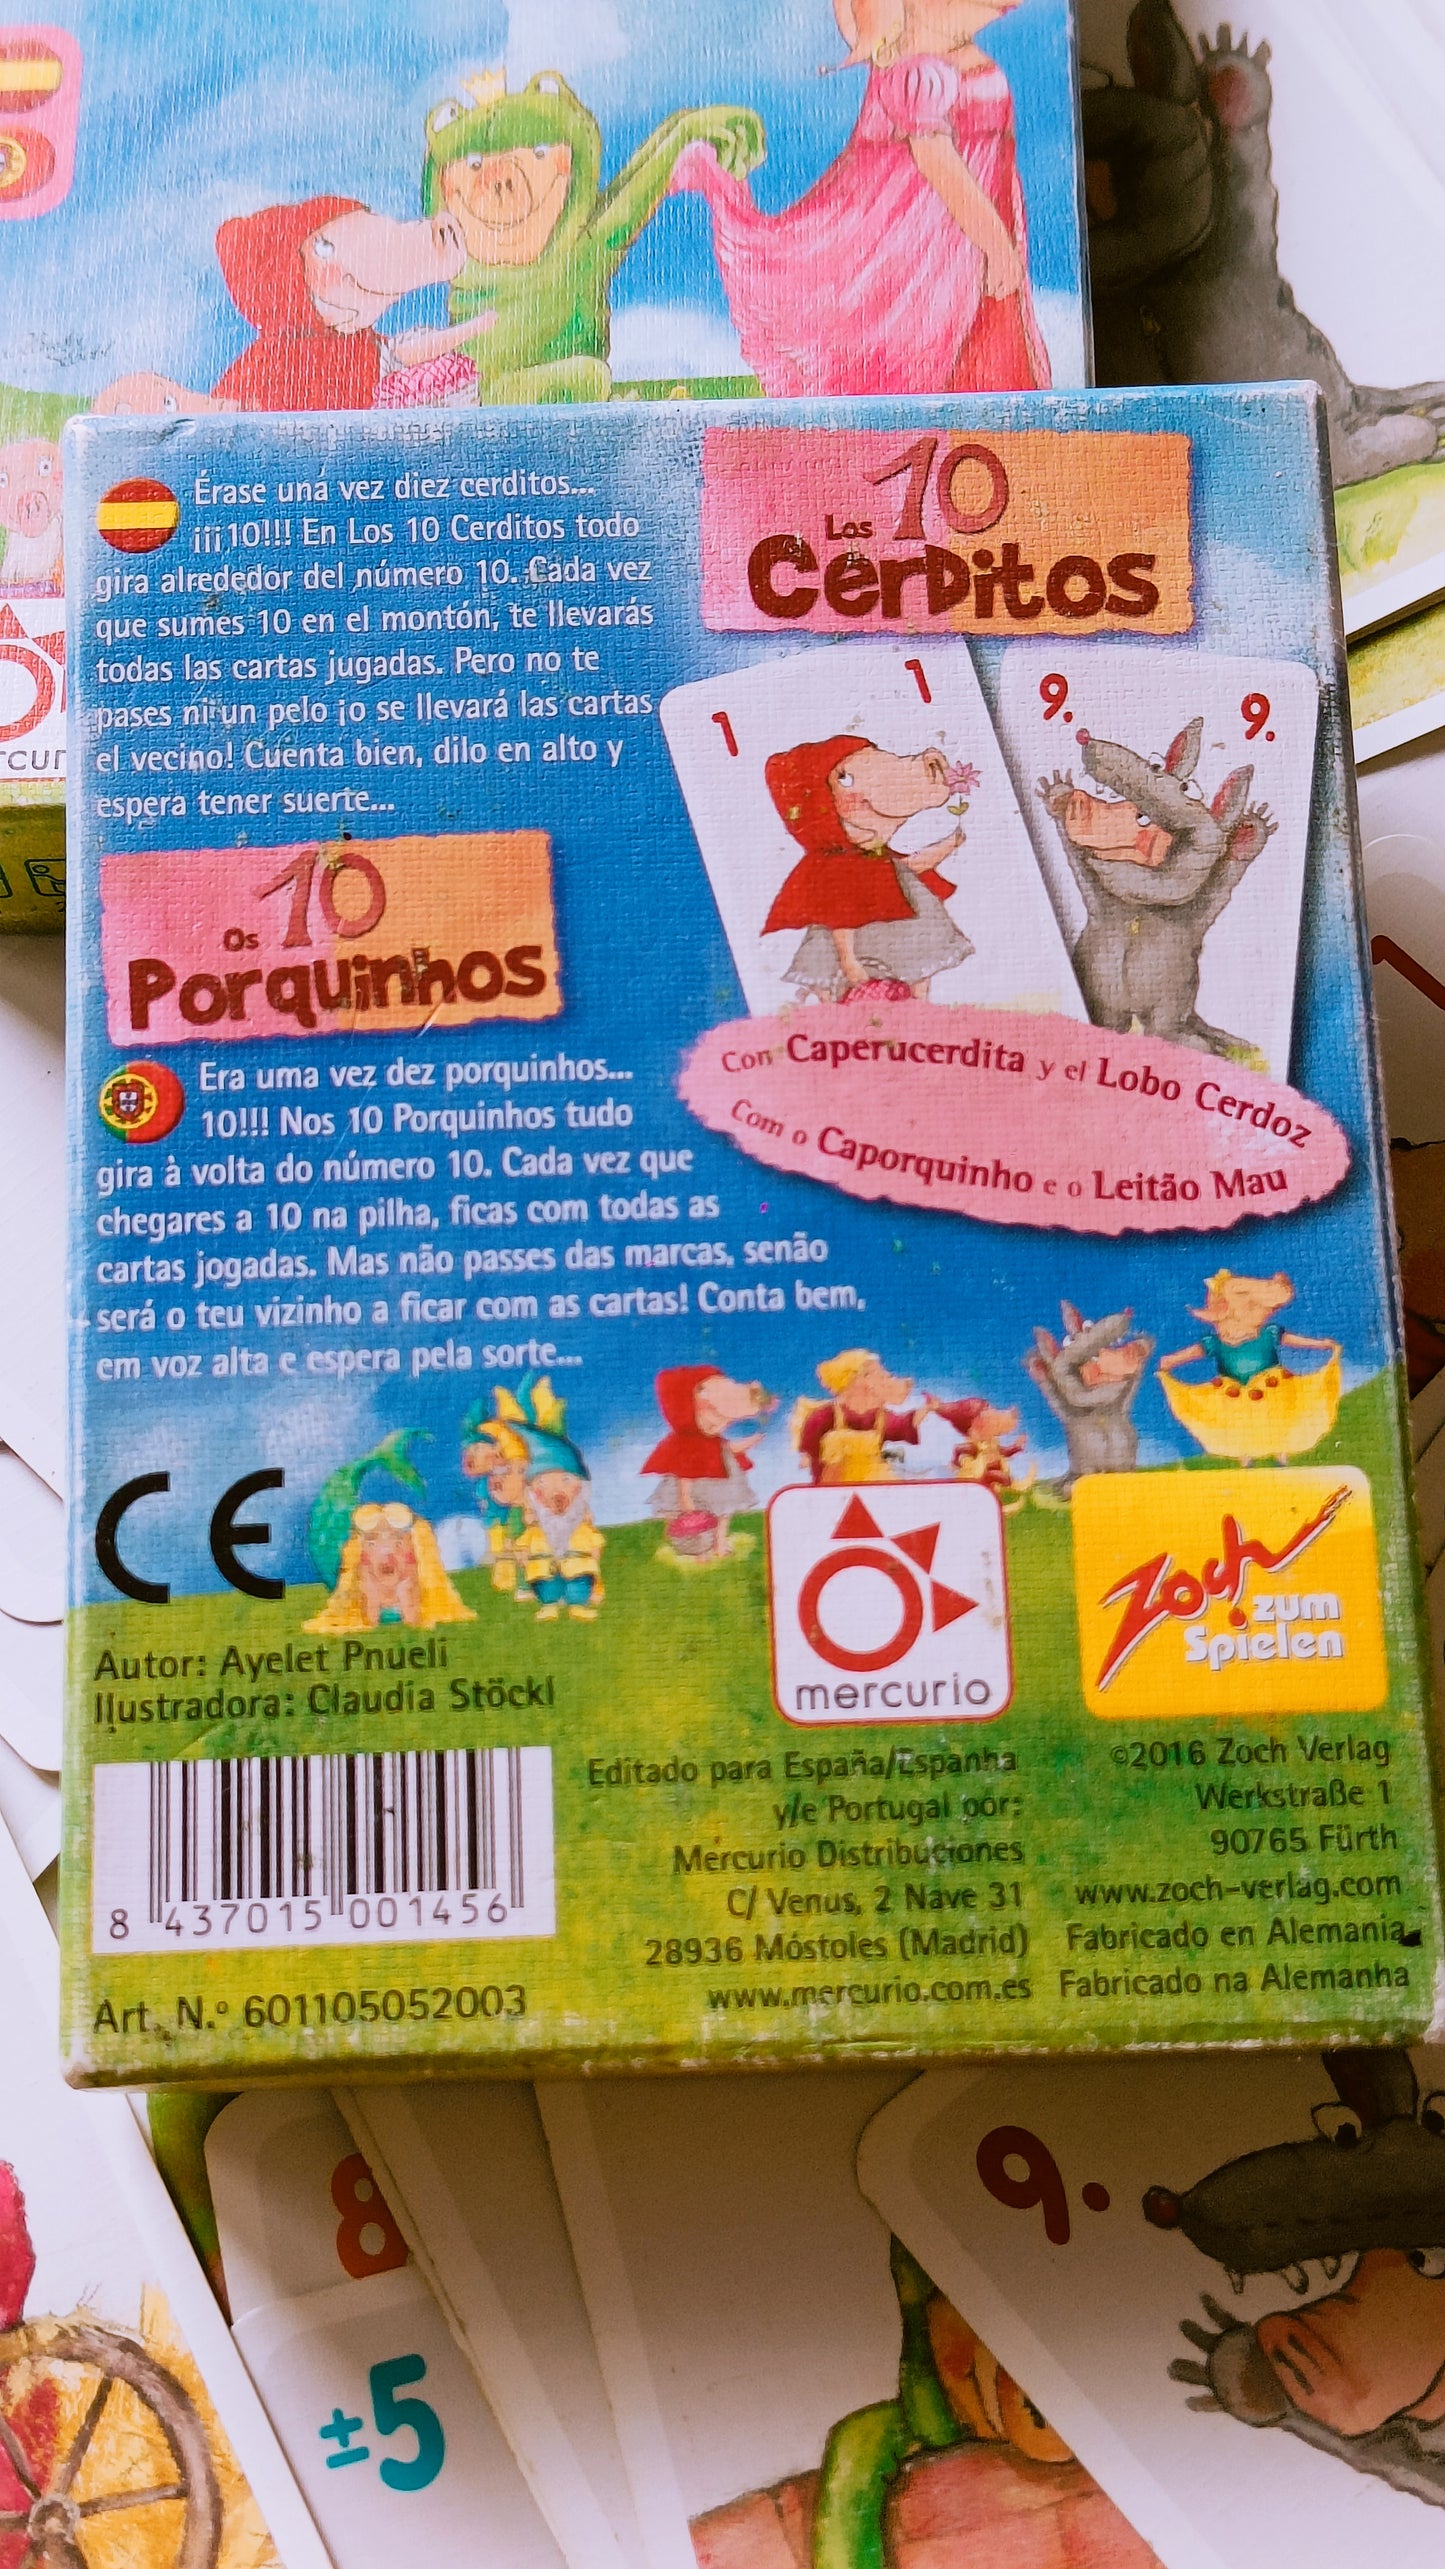 Érase una vez diez cerditos...
¡¡¡10!!! En Los 10 Cerditos todo
gira alrededor del número 10. Cada vez
que sumes 10 en el montón, te llevarás
todas las cartas jugadas. Pero no te
pases ni un pelo ¡o se llevará las cartas
el vecino! Cuenta bien, dilo en alto y
espera tener suerte...
Los 10
Cerditos
1
1
9.
9.
Con Caperucerdita y el Lobo Cerdoz
Com o Caporquinho e o Leitão Mau
Os 10
Porquinhos
Era uma vez dez porquinhos...
10!!! Nos 10 Porquinhos tudo
gira à volta do número 10. Cada vez que
chegares a 10 na pilha, ficas com todas as
cartas jogadas. Mas não passes das marcas, senão
será o teu vizinho a ficar com as cartas! Conta bem,
em voz alta e espera pela sorte...
CE
Autor: Ayelet Pnueli
Ilustradora: Claudia Stöckl
mercurio
Zoch
zum
Spielen
8 437015 001456
Art. N.º 601105052003
Editado para España/Espanha
y/e Portugal por:
Mercurio Distribuciones
C/ Venus, 2 Nave 31
28936 Móstoles (Madrid)
www.mercurio.com.es
©2016 Zoch Verlag
Werkstraße 1
90765 Fürth
www.zoch-verlag.com
Fabricado en Alemania
Fabricado na Alemanha
1
8
±5
9.